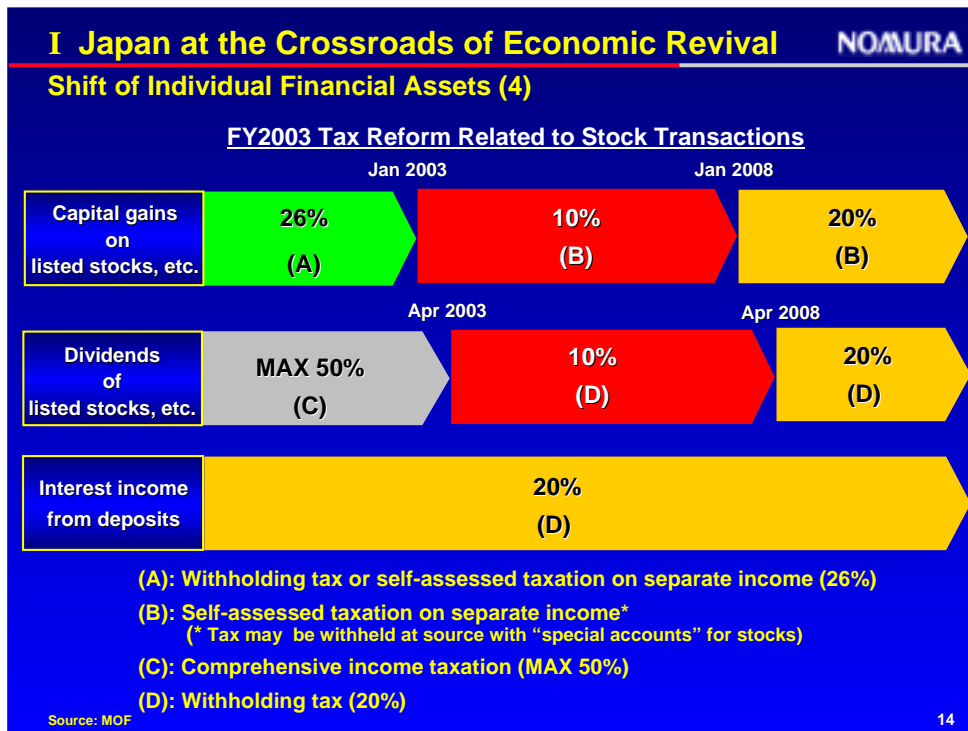 I Japan at the Crossroads of Economic Revival
NOMURA
Shift of Individual Financial Assets (4)
FY2003 Tax Reform Related to Stock Transactions
Jan 2003
Jan 2008
Capital gains
on
listed stocks, etc.
26%
(A)
10%
(B)
20%
(B)
Apr 2003
Apr 2008
Dividends
of
listed stocks, etc.
MAX 50%
(C)
10%
(D)
20%
(D)
Interest income
from deposits
20%
(D)
(A): Withholding tax or self-assessed taxation on separate income (26%)
(B): Self-assessed taxation on separate income*
(* Tax may be withheld at source with “special accounts” for stocks)
(C): Comprehensive income taxation (MAX 50%)
(D): Withholding tax (20%)
Source: MOF
14